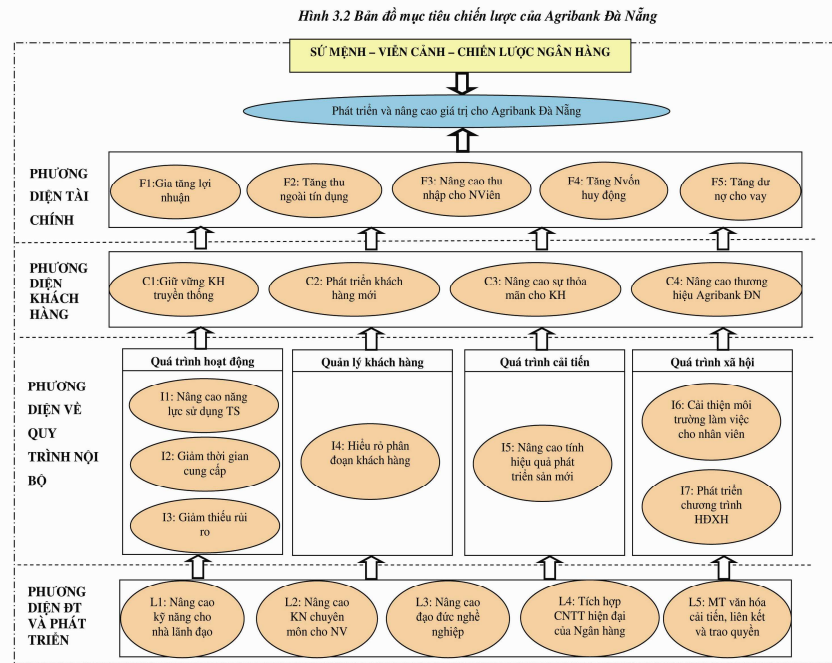 Hình 3.2 Bản đồ mục tiêu chiến lược của Agribank Đà Nẵng
SỨ MỆNH – VIỄN CẢNH – CHIẾN LƯỢC NGÂN HÀNG
Phát triển và nâng cao giá trị cho Agribank Đà Nẵng
PHƯƠNG
DIỆN TÀI
CHÍNH
F1:Gia tăng lợi
nhuận
F2: Tăng thu
ngoài tín dụng
F3: Nâng cao thu
nhập cho NViên
F4: Tăng Nvốn
huy động
F5: Tăng dư
nợ cho vay
PHƯƠNG
DIỆN
KHÁCH
HÀNG
C1:Giữ vững KH
truyền thống
C2: Phát triển khách
hàng mới
C3: Nâng cao sự thỏa
mãn cho KH
C4: Nâng cao thương
hiệu Agribank ĐN
PHƯƠNG
DIỆN VỀ
QUY
TRÌNH NỘI
BỘ
Quá trình hoạt động
I1: Nâng cao năng
lực sử dụng TS
I2: Giảm thời gian
cung cấp
I3: Giảm thiểu rủi
ro
Quản lý khách hàng
I4: Hiểu rỏ phân
đoạn khách hàng
Quá trình cải tiến
I5: Nâng cao tính
hiệu quả phát
triển sản mới
Quá trình xã hội
I6: Cải thiện môi
trường làm việc
cho nhân viên
I7: Phát triển
chương trình
HĐXH
PHƯƠNG
DIỆN ĐT
VÀ PHÁT
TRIỂN
L1: Nâng cao
kỹ năng cho
nhà lãnh đạo
L2: Nâng cao
KN chuyên
môn cho NV
L3: Nâng cao
đạo đức nghề
nghiệp
L4: Tích hợp
CNTT hiện đại
của Ngân hàng
L5: MT văn hóa
cải tiến, liên kết
và trao quyền